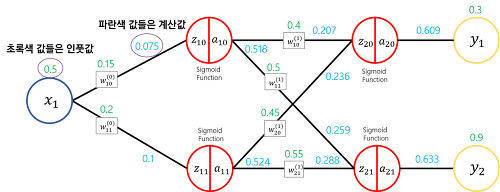 파란색 값들은 계산값
초록색 값들은 인풋값
0.5
x₁
0.15
w₁₀⁽⁰⁾
0.075
0.2
w₁₁⁽⁰⁾
0.1
z₁₀ a₁₀
Sigmoid
Function
0.518
z₁₁ a₁₁
Sigmoid
Function
0.524
0.4
w₁₀⁽¹⁾
0.207
0.5
w₁₁⁽¹⁾
0.236
0.45
w₂₀⁽¹⁾
0.259
0.55
w₂₁⁽¹⁾
0.288
z₂₀ a₂₀
Sigmoid
Function
0.609
z₂₁ a₂₁
Sigmoid
Function
0.633
0.3
y₁
0.9
y₂